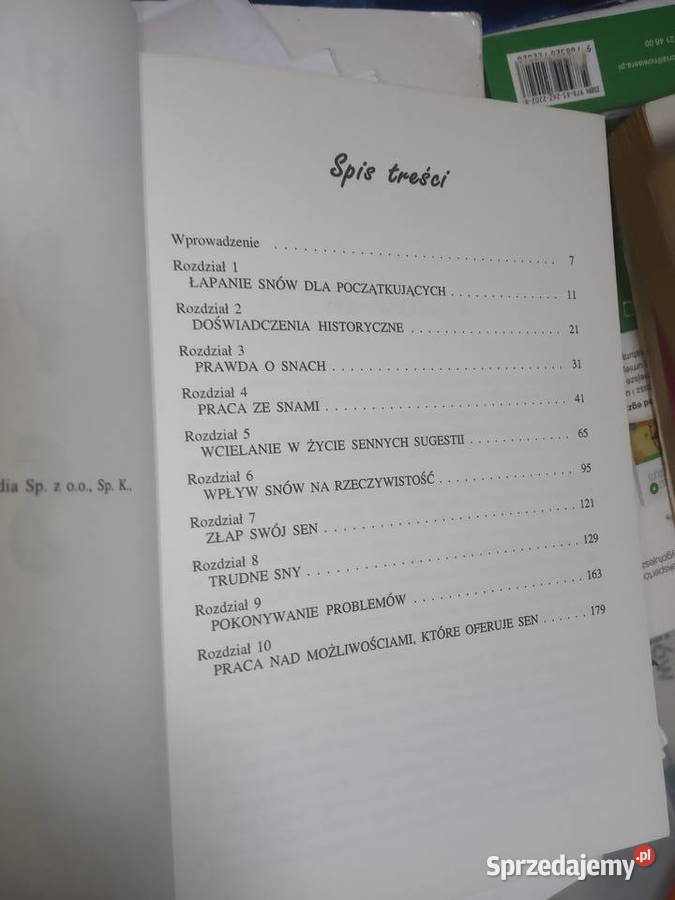 Spis treści
Wprowadzenie . . . . . . . . . . . . . . . . . . . . . . . . . . . . . . 7
Rozdział 1
ŁAPANIE SNÓW DLA POCZĄTKUJĄCYCH . . . . . . . . . . . 11
Rozdział 2
DOŚWIADCZENIA HISTORYCZNE . . . . . . . . . . . . . . . 21
Rozdział 3
PRAWDA O SNACH . . . . . . . . . . . . . . . . . . . . . . . 31
Rozdział 4
PRACA ZE SNAMI . . . . . . . . . . . . . . . . . . . . . . . . 41
Rozdział 5
WCIELANIE W ŻYCIE SENNYCH SUGESTII . . . . . . . . . . 65
Rozdział 6
WPŁYW SNÓW NA RZECZYWISTOŚĆ . . . . . . . . . . . . . 95
Rozdział 7
ZŁAP SWÓJ SEN . . . . . . . . . . . . . . . . . . . . . . . . 121
Rozdział 8
TRUDNE SNY . . . . . . . . . . . . . . . . . . . . . . . . . . 129
Rozdział 9
POKONYWANIE PROBLEMÓW . . . . . . . . . . . . . . . . 163
Rozdział 10
PRACA NAD MOŻLIWOŚCIAMI, KTÓRE OFERUJE SEN . . . . . . 179
dia Sp. z o.o., Sp. K.,
21 48 00
Sprzedajemy.pl